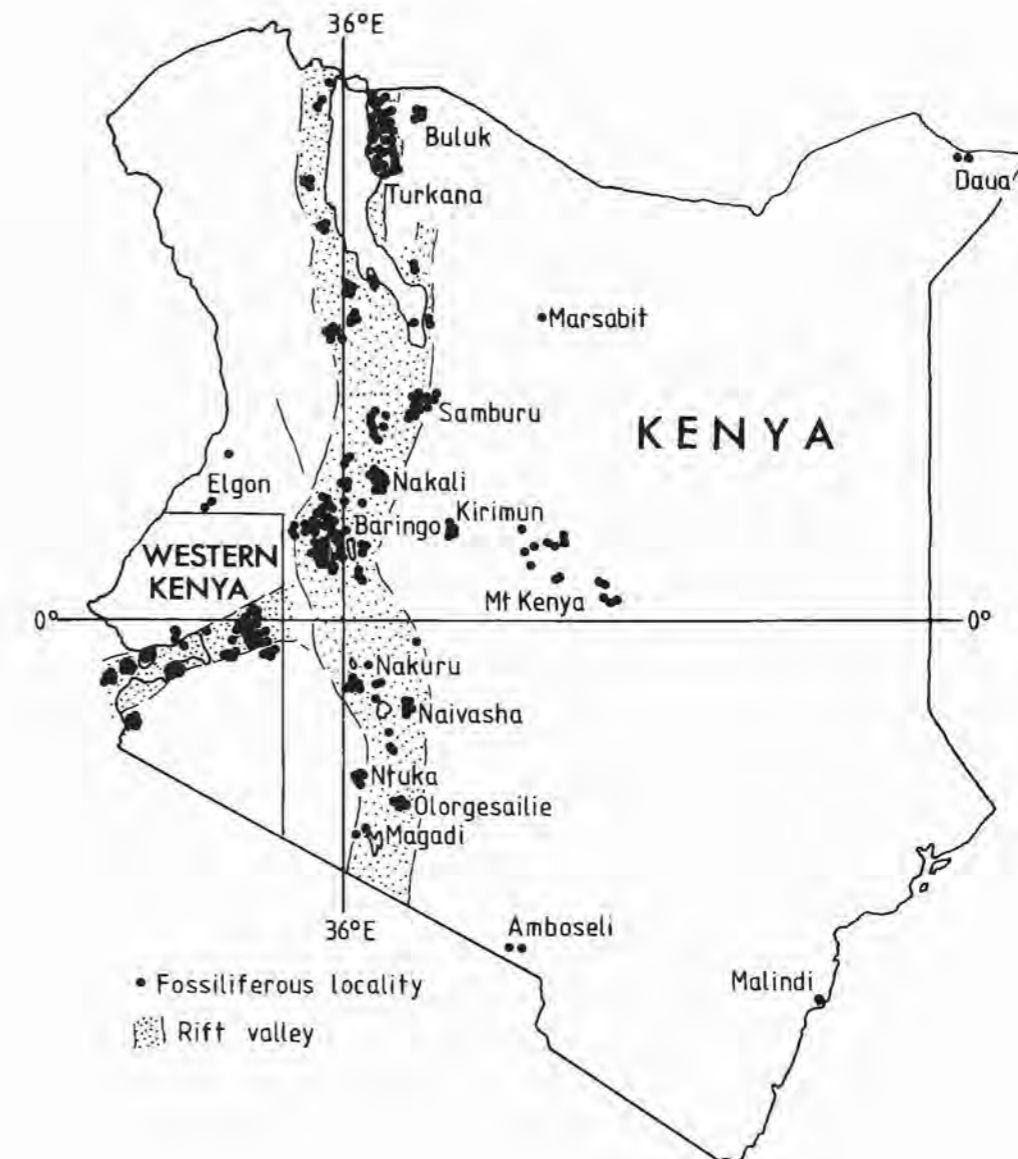 36°E
Buluk
Daua
Turkana
Marsabit
KENYA
Samburu
Elgon
Nakali
Kirimun
Baringo
WESTERN
KENYA
Mt Kenya
0°
0°
Nakuru
Naivasha
Ntuka
Olorgesailie
Magadi
36°E
Amboseli
Malindi
Fossiliferous locality
Rift valley